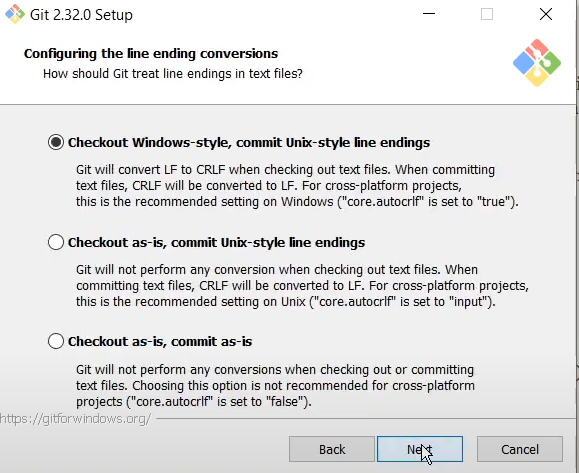 Git 2.32.0 Setup
Configuring the line ending conversions
How should Git treat line endings in text files?
Checkout Windows-style, commit Unix-style line endings
Git will convert LF to CRLF when checking out text files. When committing
text files, CRLF will be converted to LF. For cross-platform projects,
this is the recommended setting on Windows ("core.autocrlf" is set to "true").
Checkout as-is, commit Unix-style line endings
Git will not perform any conversion when checking out text files. When
committing text files, CRLF will be converted to LF. For cross-platform projects,
this is the recommended setting on Unix ("core.autocrlf" is set to "input").
Checkout as-is, commit as-is
Git will not perform any conversions when checking out or committing
text files. Choosing this option is not recommended for cross-platform
projects ("core.autocrlf" is set to "false").
https://gitforwindows.org/
Back
Next
Cancel